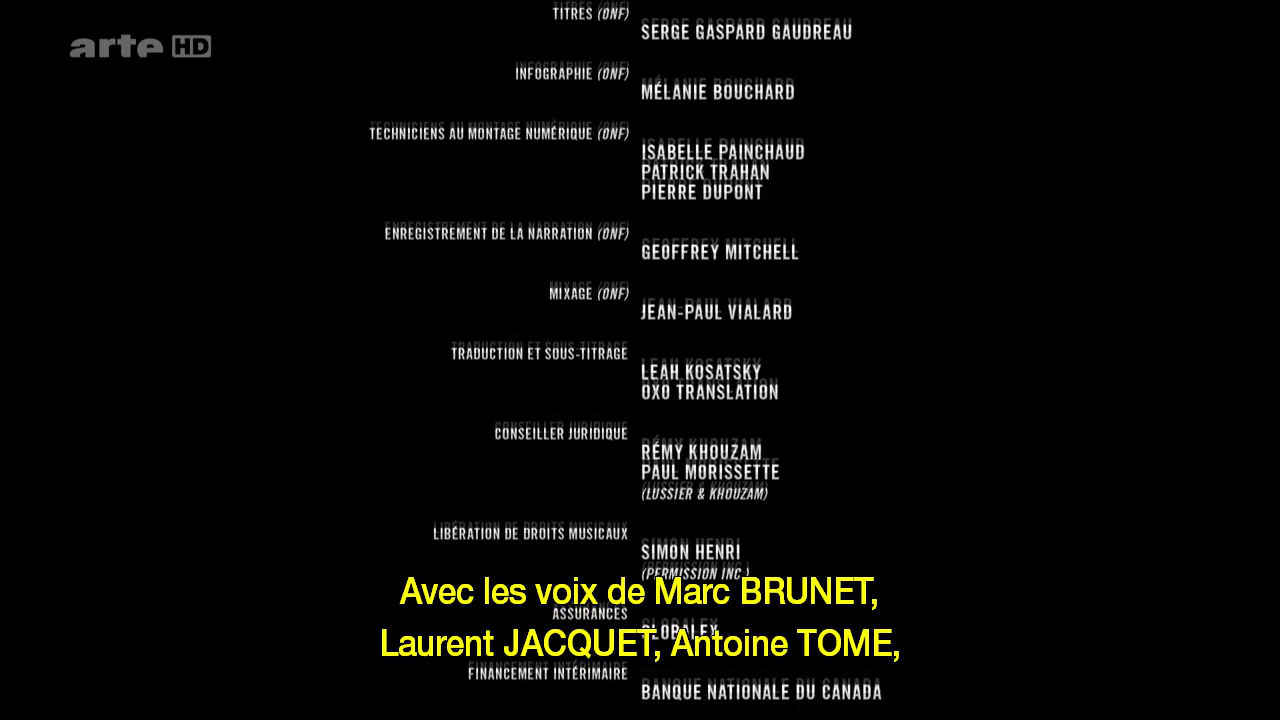 arte HD
TITRES (ONF)
SERGE GASPARD GAUDREAU
INFOGRAPHIE (ONF)
MÉLANIE BOUCHARD
TECHNICIENS AU MONTAGE NUMÉRIQUE (ONF)
ISABELLE PAINCHAUD
PATRICK TRAHAN
PIERRE DUPONT
ENREGISTREMENT DE LA NARRATION (ONF)
GEOFFREY MITCHELL
MIXAGE (ONF)
JEAN-PAUL VIALARD
TRADUCTION ET SOUS-TITRAGE
LEAH KOSATSKY
OXO TRANSLATION
CONSEILLER JURIDIQUE
RÉMY KHOUZAM
PAUL MORISSETTE
(LUSSIER & KHOUZAM)
LIBÉRATION DE DROITS MUSICAUX
SIMON HENRI
(PERMISSION INC.)
Avec les voix de Marc BRUNET,
ASSURANCES
GLOBALEX
Laurent JACQUET, Antoine TOME,
FINANCEMENT INTÉRIMAIRE
BANQUE NATIONALE DU CANADA